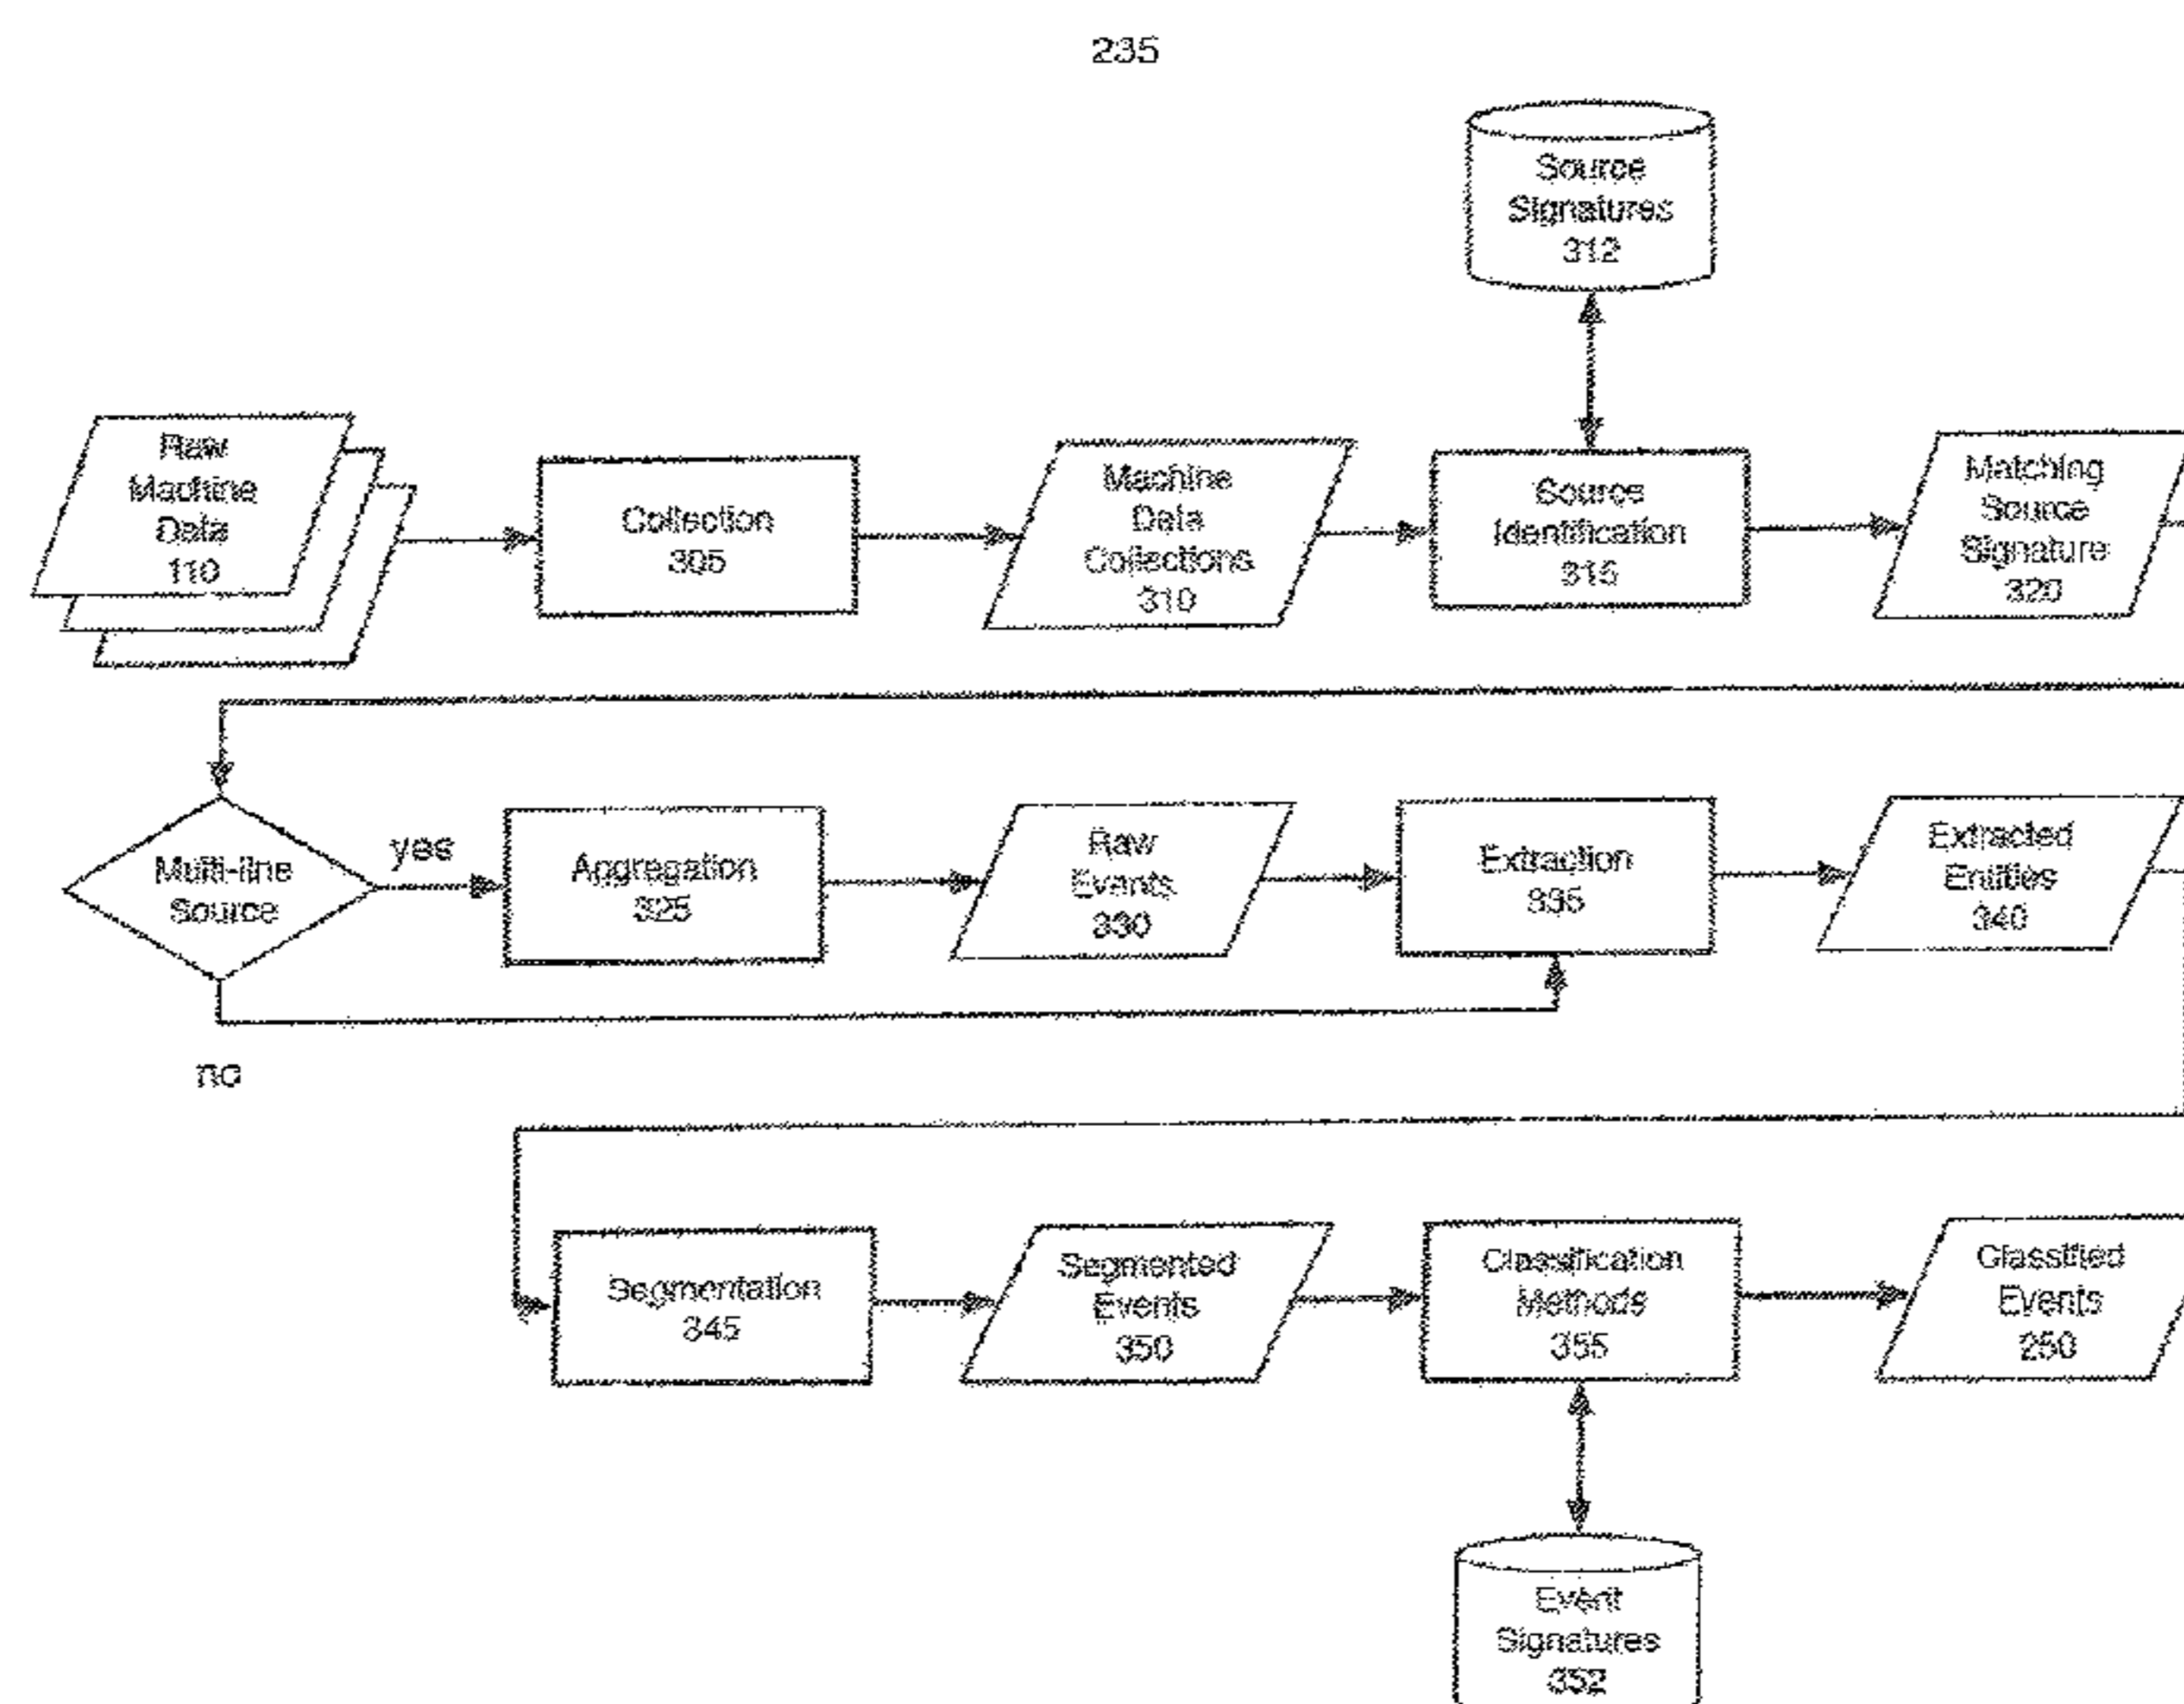 235
Source
Signatures
312
Raw
Machine
Data
110
Collection
305
Machine
Data
Collections
310
Source
Identification
315
Matching
Source
Signature
320
Multi-line
Source
yes
no
Aggregation
325
Raw
Events
330
Extraction
335
Extracted
Entities
340
Segmentation
345
Segmented
Events
350
Classification
Methods
355
Classified
Events
250
Event
Signatures
352